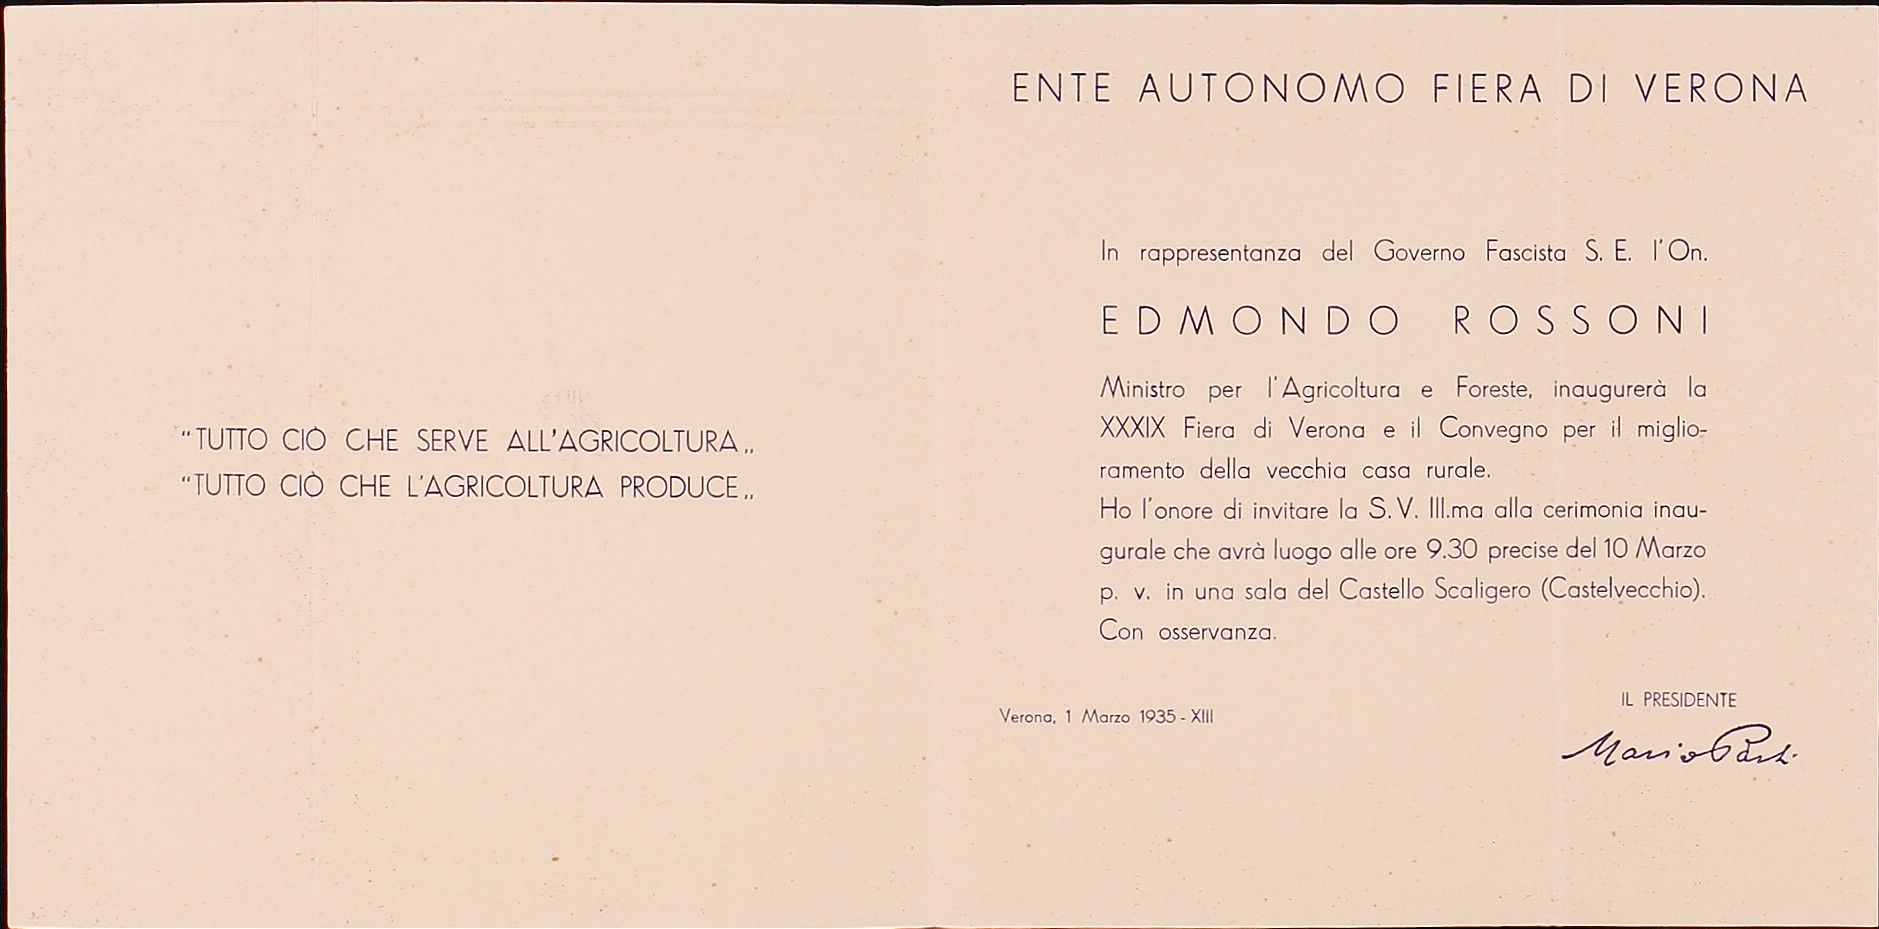 “TUTTO CIÒ CHE SERVE ALL’AGRICOLTURA„
“TUTTO CIÒ CHE L’AGRICOLTURA PRODUCE„
ENTE AUTONOMO FIERA DI VERONA
In rappresentanza del Governo Fascista S. E. l’On.
EDMONDO ROSSONI
Ministro per l’Agricoltura e Foreste, inaugurerà la
XXXIX Fiera di Verona e il Convegno per il miglio-
ramento della vecchia casa rurale.
Ho l’onore di invitare la S. V. Ill.ma alla cerimonia inau-
gurale che avrà luogo alle ore 9.30 precise del 10 Marzo
p. v. in una sala del Castello Scaligero (Castelvecchio).
Con osservanza.
Verona, 1 Marzo 1935 - XIII
IL PRESIDENTE
Mario